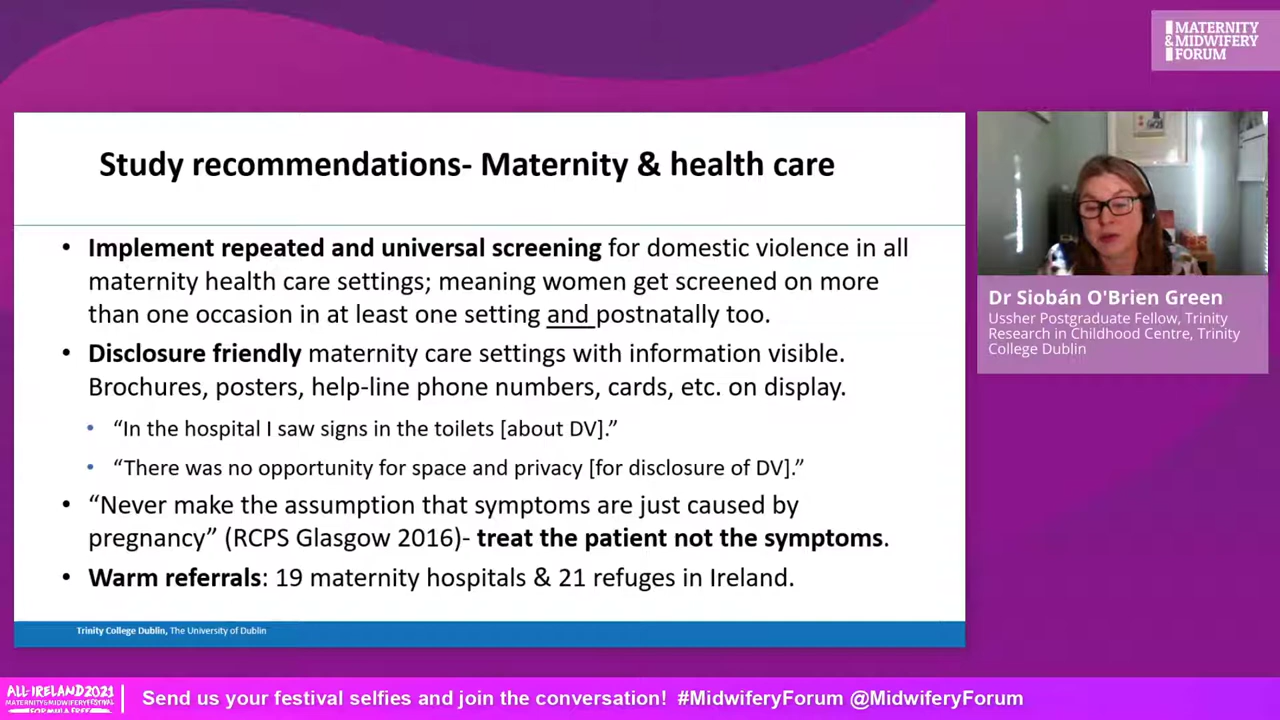 MATERNITY
&MIDWIFERY
FORUM
Study recommendations- Maternity & health care
• Implement repeated and universal screening for domestic violence in all
maternity health care settings; meaning women get screened on more
than one occasion in at least one setting and postnatally too.
• Disclosure friendly maternity care settings with information visible.
Brochures, posters, help-line phone numbers, cards, etc. on display.
• “In the hospital I saw signs in the toilets [about DV].”
• “There was no opportunity for space and privacy [for disclosure of DV].”
• “Never make the assumption that symptoms are just caused by
pregnancy” (RCPS Glasgow 2016)- treat the patient not the symptoms.
• Warm referrals: 19 maternity hospitals & 21 refuges in Ireland.
Trinity College Dublin, The University of Dublin
Dr Siobán O'Brien Green
Ussher Postgraduate Fellow, Trinity
Research in Childhood Centre, Trinity
College Dublin
ALL-IRELAND2021
MATERNITY&MIDWIFERYFESTIVAL
FORMULA FREE
Send us your festival selfies and join the conversation! #MidwiferyForum @MidwiferyForum